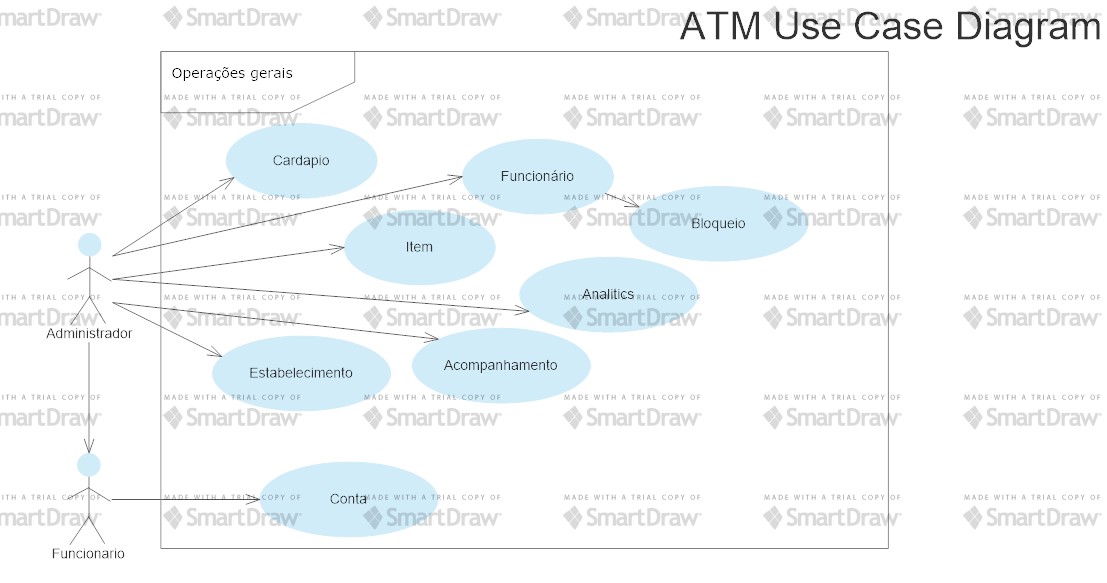 ATM Use Case Diagram
Operações gerais
Cardapio
Funcionário
Bloqueio
Item
Analitics
Administrador
Acompanhamento
Estabelecimento
Conta
Funcionario
MADE WITH A TRIAL COPY OF
SmartDraw